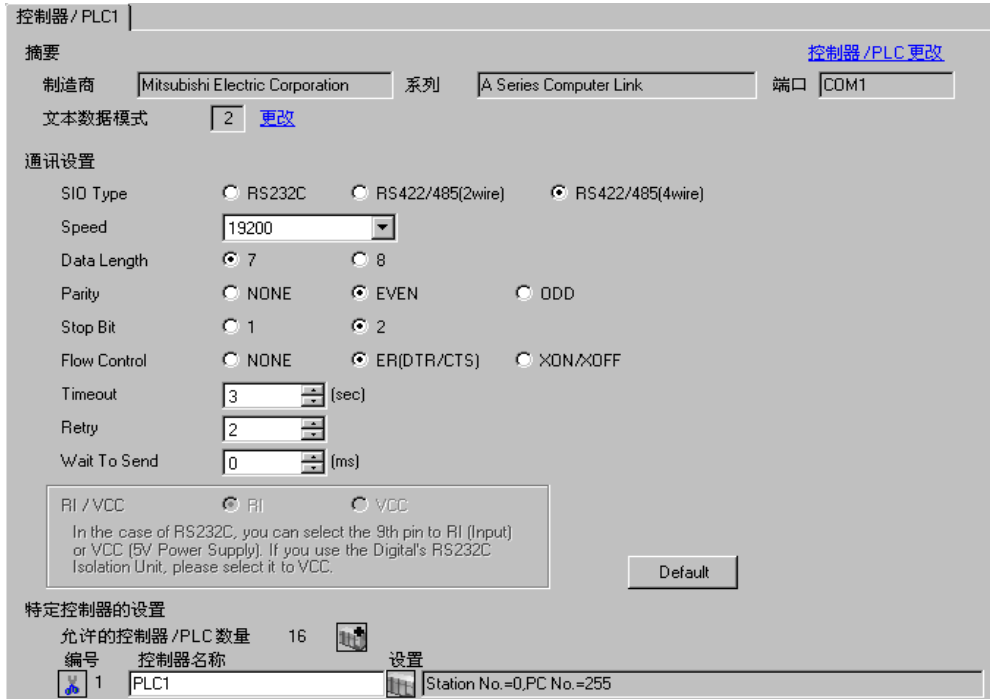 控制器/PLC1
摘要 控制器/PLC更改
制造商 Mitsubishi Electric Corporation 系列 A Series Computer Link 端口 COM1
文本数据模式 2 更改
通讯设置
SIO Type RS232C RS422/485(2wire) RS422/485(4wire)
Speed 19200
Data Length 7 8
Parity NONE EVEN ODD
Stop Bit 1 2
Flow Control NONE ER(DTR/CTS) XON/XOFF
Timeout 3 (sec)
Retry 2
Wait To Send 0 (ms)
RI / VCC RI VCC
In the case of RS232C, you can select the 9th pin to RI (Input)
or VCC (5V Power Supply). If you use the Digital's RS232C
Isolation Unit, please select it to VCC.
Default
特定控制器的设置
允许的控制器/PLC数量 16
编号 控制器名称 设置
1 PLC1 Station No.=0,PC No.=255